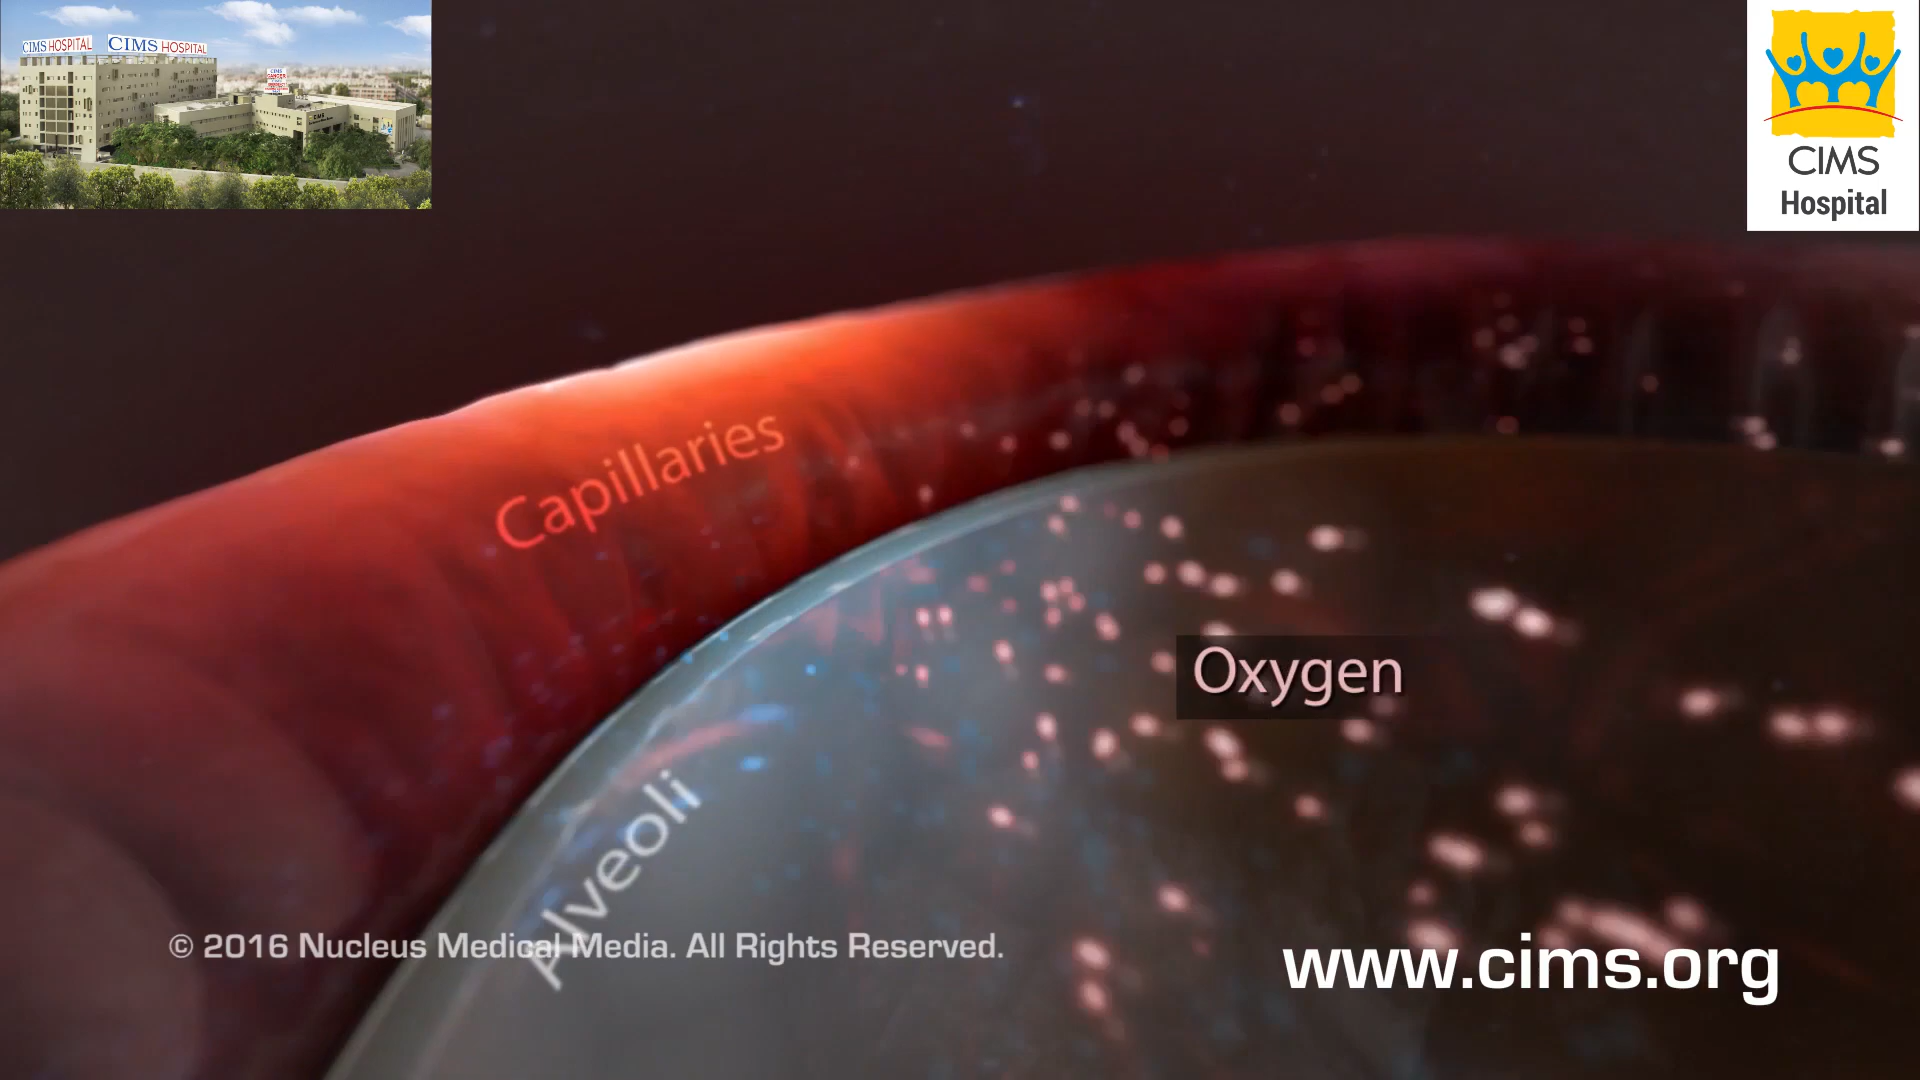 CIMS HOSPITAL CIMS HOSPITAL
CIMS
Hospital
Capillaries
Oxygen
Alveoli
© 2016 Nucleus Medical Media. All Rights Reserved.
www.cims.org